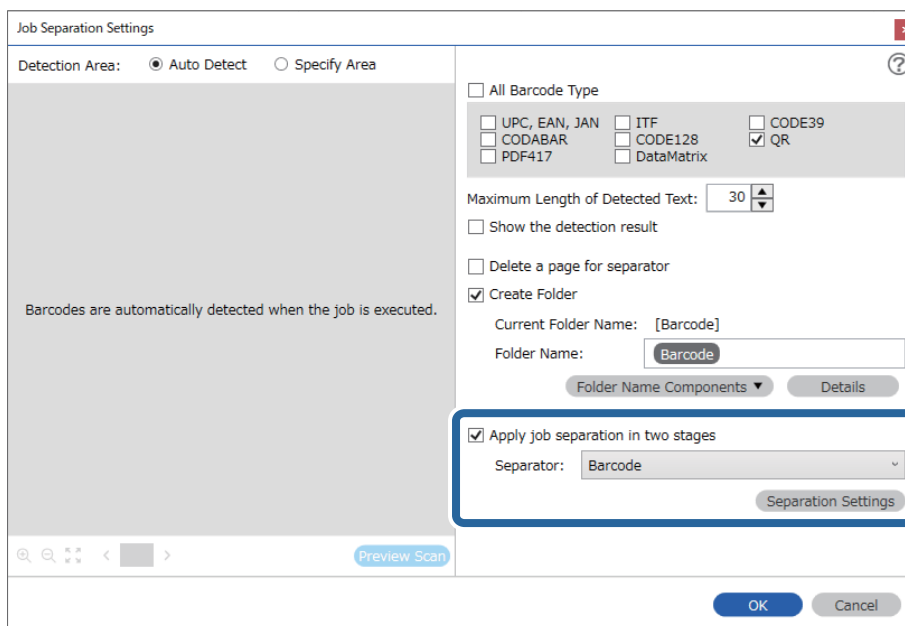 Job Separation Settings
Detection Area: Auto Detect Specify Area
?
All Barcode Type
UPC, EAN, JAN ITF CODE39
CODABAR CODE128 QR
PDF417 DataMatrix
Maximum Length of Detected Text: 30
Show the detection result
Delete a page for separator
Create Folder
Barcodes are automatically detected when the job is executed.
Current Folder Name: [Barcode]
Folder Name: Barcode
Folder Name Components ▼ Details
Apply job separation in two stages
Separator: Barcode
Separation Settings
Preview Scan
OK Cancel